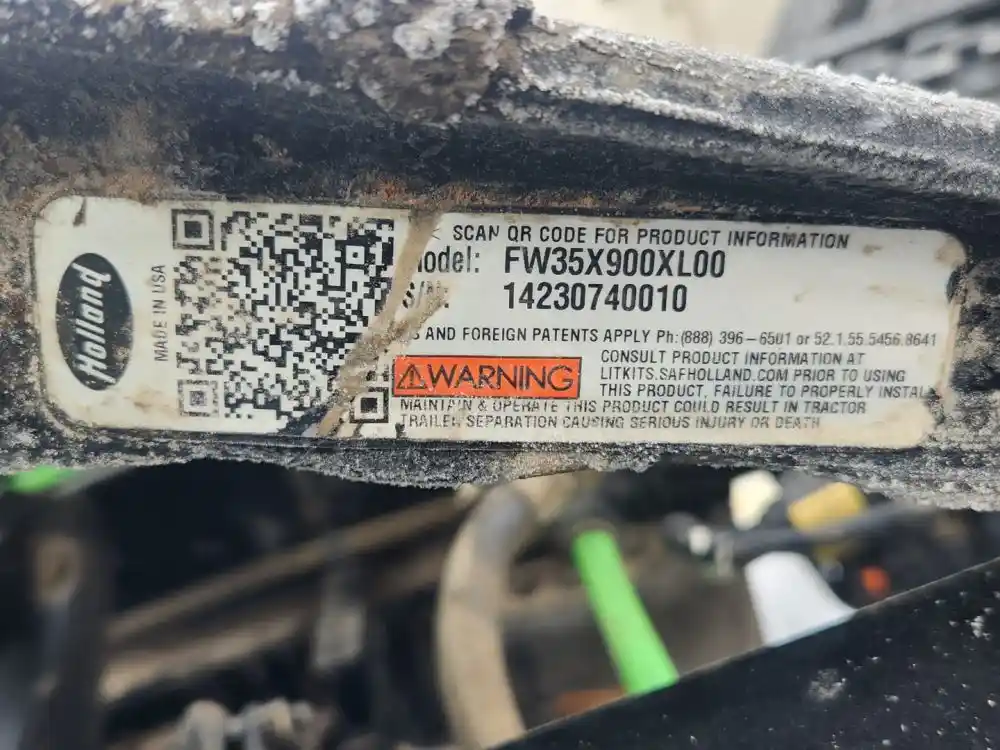 Holland
MADE IN USA
SCAN QR CODE FOR PRODUCT INFORMATION
odel: FW35X900XL00
S/N: 14230740010
S AND FOREIGN PATENTS APPLY Ph:(888) 396-6501 or 52.1.55.5456.8641
WARNING
CONSULT PRODUCT INFORMATION AT
LITKITS.SAFHOLLAND.COM PRIOR TO USING
THIS PRODUCT, FAILURE TO PROPERLY INSTALL
MAINTAIN & OPERATE THIS PRODUCT COULD RESULT IN TRACTOR
TRAILER SEPARATION CAUSING SERIOUS INJURY OR DEATH